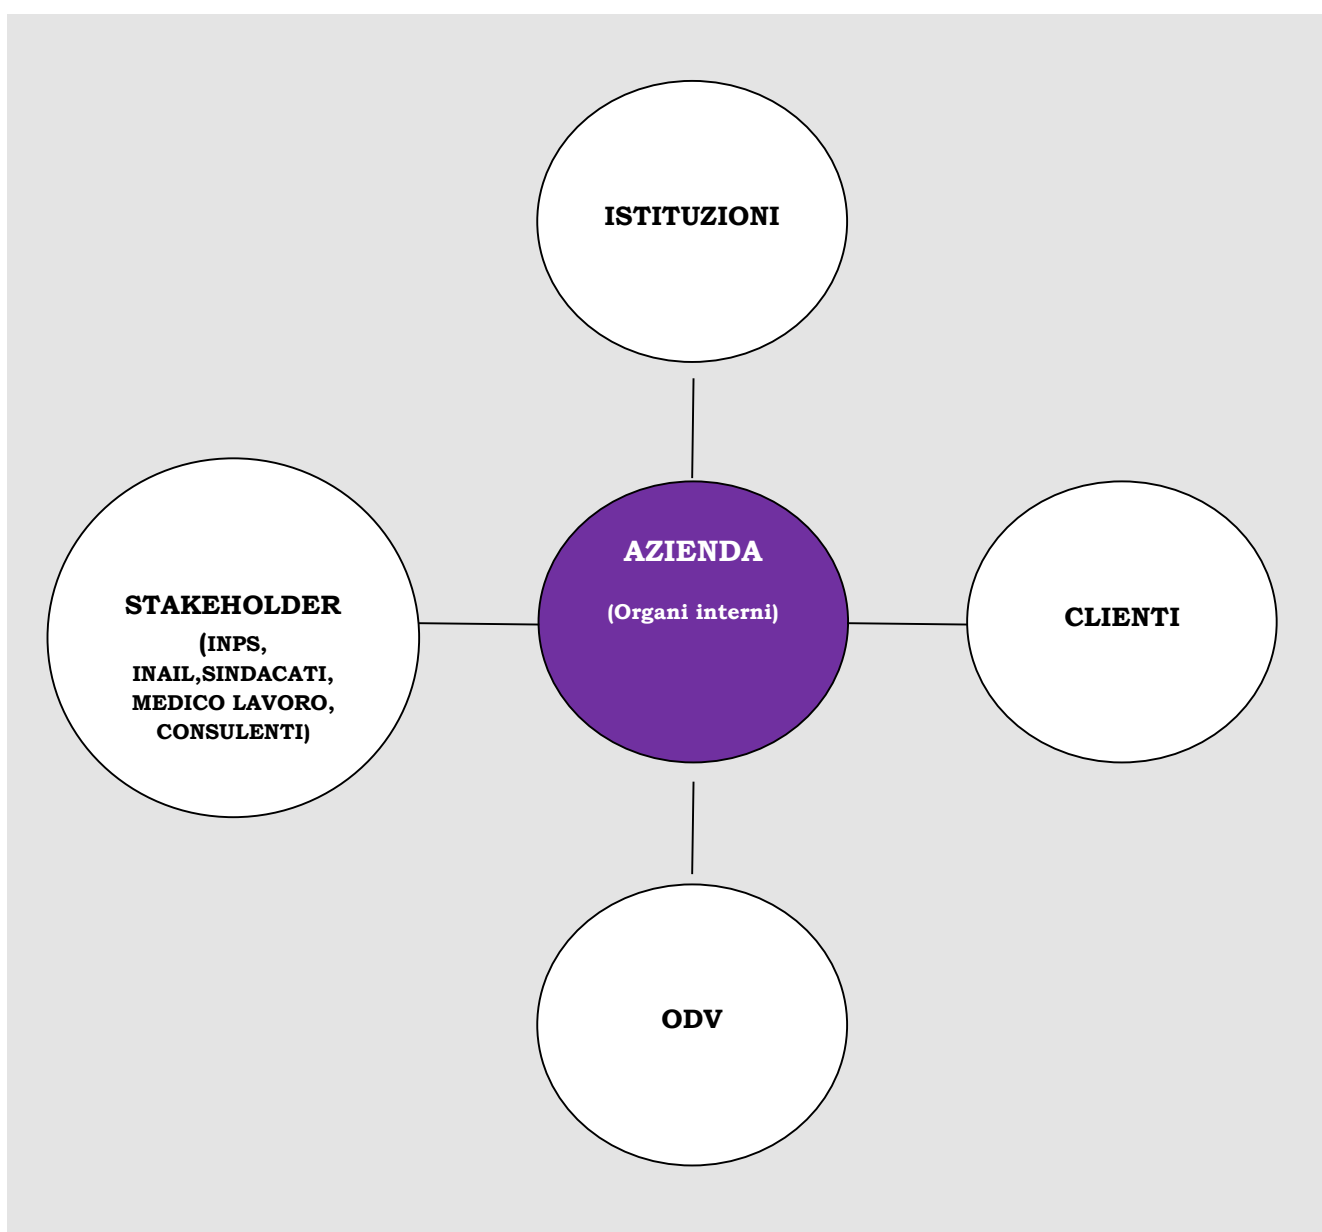 ISTITUZIONI
AZIENDA
(Organi interni)
STAKEHOLDER
(INPS,
INAIL,SINDACATI,
MEDICO LAVORO,
CONSULENTI)
CLIENTI
ODV